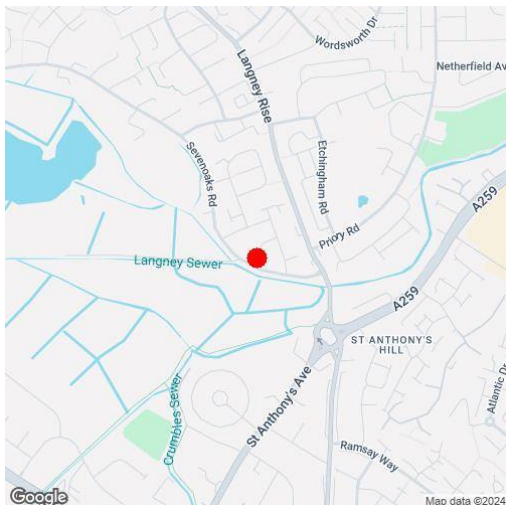 Wordsworth Dr
Langney Rise
Netherfield Av
Sevenoaks Rd
Etchingham Rd
A259
Priory Rd
Langney Sewer
A259
ST ANTHONY'S
HILL
St Anthony's Ave
Crumbles Sewer
Atlantic Dr
Ramsay Way
Google
Map data ©2024